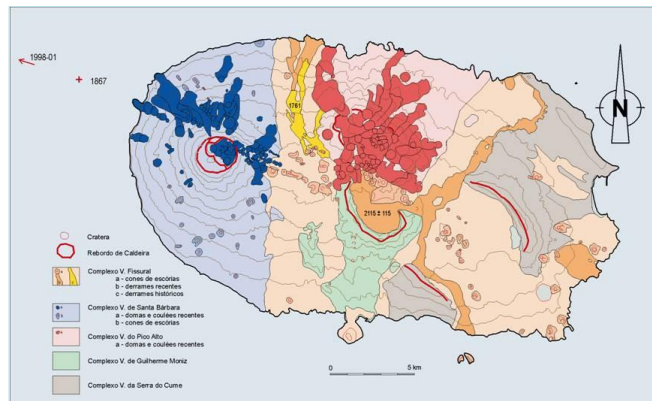 1998-01
1867
1761
N
2115 ± 115
Cratera
Rebordo de Caldeira
Complexo V. Fissural
a - cones de escórias
b - derrames recentes
c - derrames históricos
Complexo V. de Santa Bárbara
a - domas e coulées recentes
b - cones de escórias
Complexo V. do Pico Alto
a - domas e coulées recentes
Complexo V. de Guilherme Moniz
Complexo V. da Serra do Cume
0 5 km